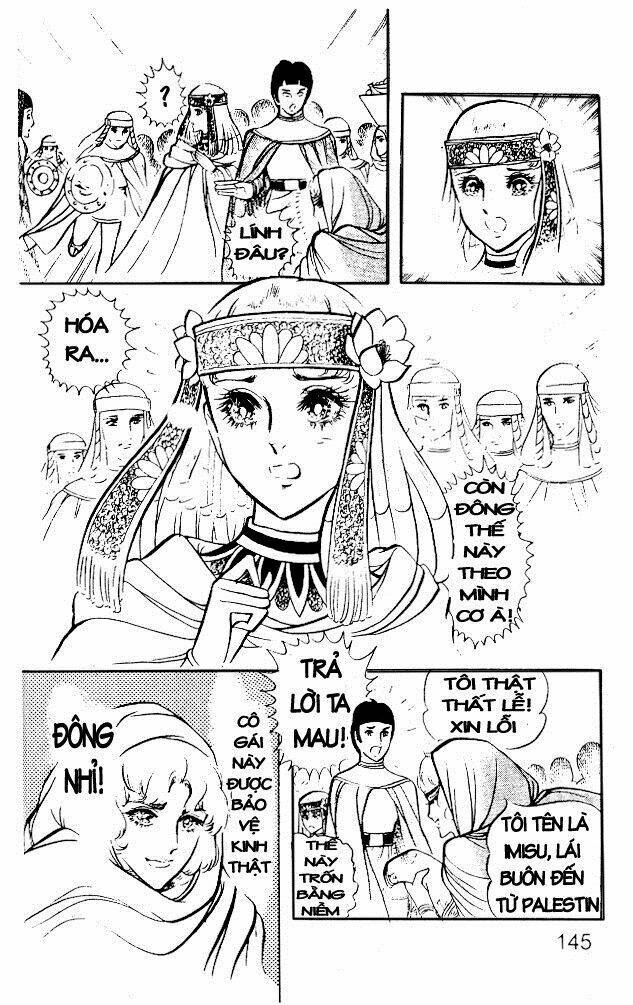 ?
LÍNH
ĐÂU?
HÓA
RA...
CÒN
ĐÔNG
THẾ
NÀY
THEO
MÌNH
CƠ À!
TRẢ
LỜI TA
MAU!
TÔI THẬT
THẤT LỄ!
XIN LỖI
TÔI TÊN LÀ
IMISU, LÁI
BUÔN ĐẾN
TỪ PALESTIN
THẾ
NÀY
TRỐN
BẰNG
NIỀM
CÔ
GÁI
NÀY
ĐƯỢC
BẢO
VỆ
KINH
THẬT
ĐÔNG
NHỈ!
145